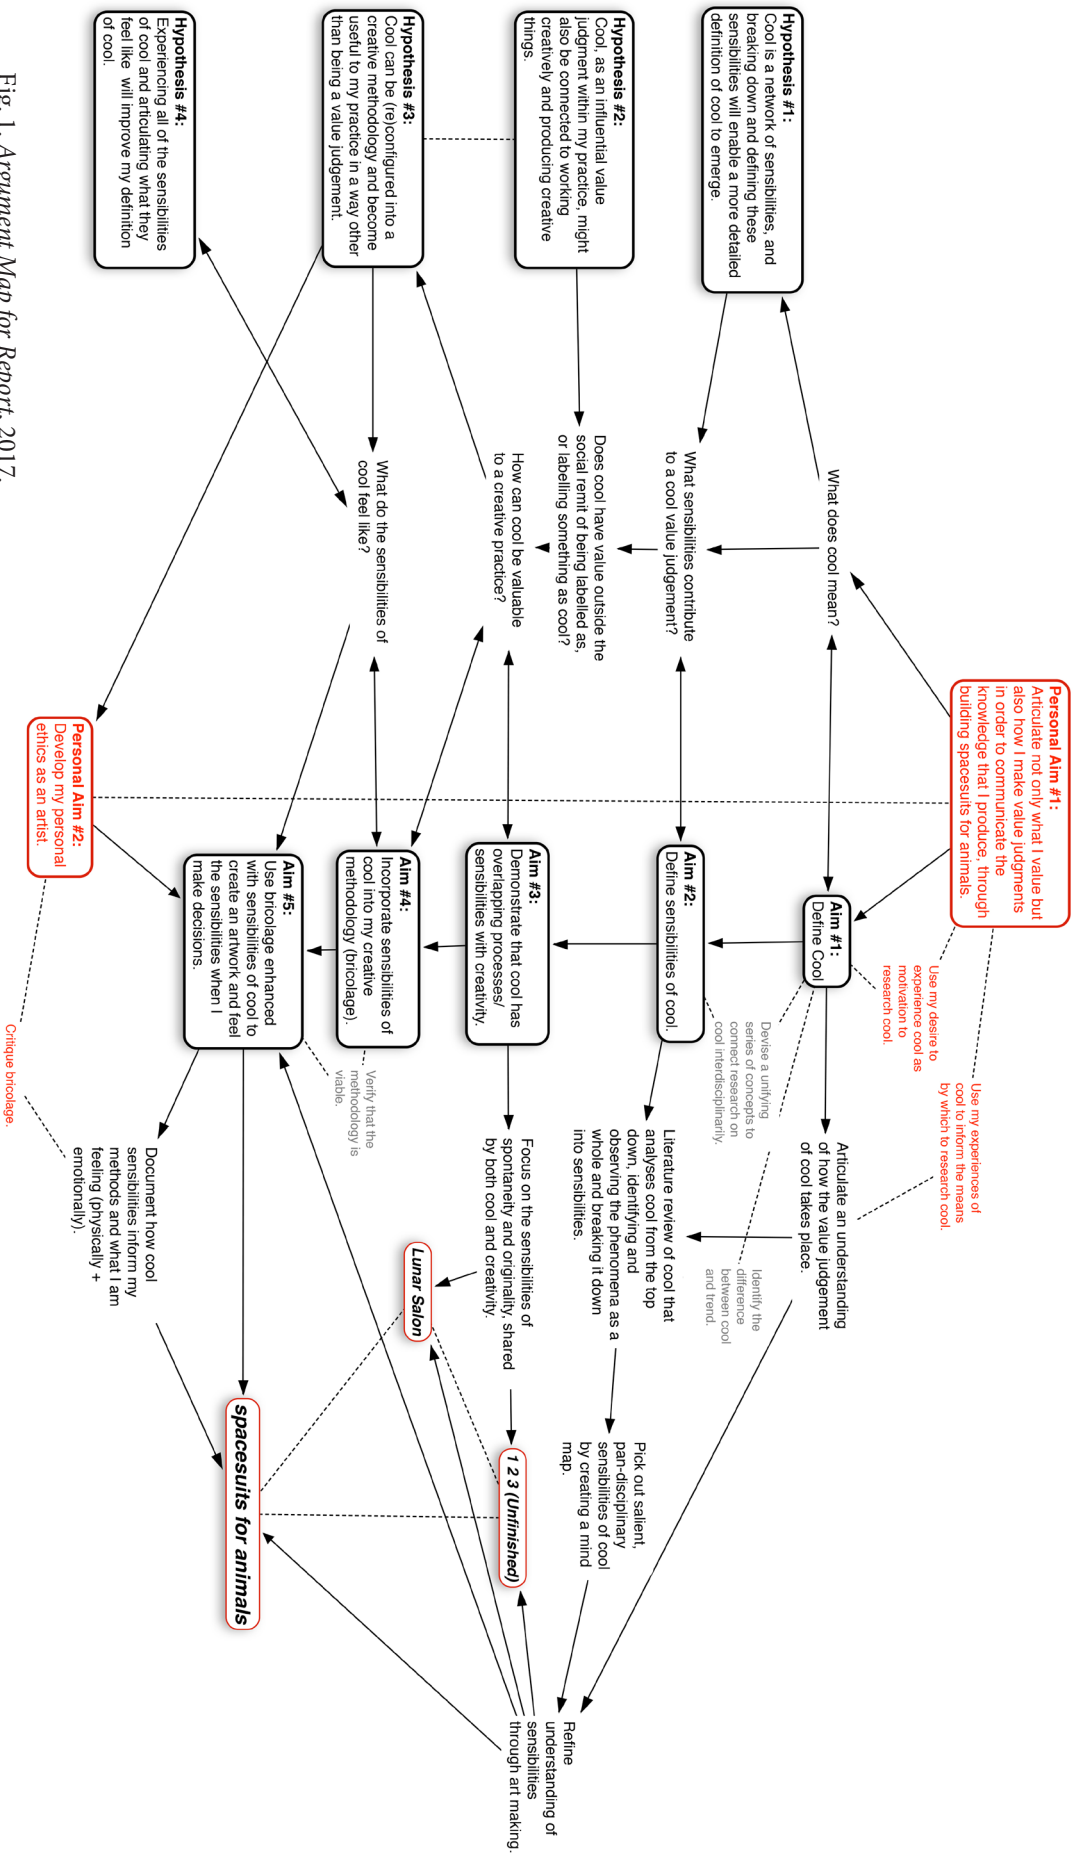 Personal Aim #1:
Articulate not only what I value but
also how I make value judgments
in order to communicate the
knowledge that I produce, through
building spacesuits for animals.
Use my desire to
experience cool as
motivation to
research cool.
Use my experiences of
cool to inform the means
by which to research cool.
Hypothesis #1:
Cool is a network of sensibilities, and
breaking down and defining these
sensibilities will enable a more detailed
definition of cool to emerge.
What does cool mean?
Aim #1:
Define Cool
Articulate an understanding
of how the value judgement
of cool takes place.
Devise a unifying
series of concepts to
connect research on
cool interdisciplinarily.
Identify the
difference
between cool
and trend.
What sensibilities contribute
to a cool value judgement?
Aim #2:
Define sensibilities of cool.
Literature review of cool that
analyses cool from the top
down, identifying and
observing the phenomena as a
whole and breaking it down
into sensibilities.
Pick out salient,
pan-disciplinary
sensibilities of cool
by creating a mind
map.
Refine
understanding of
sensibilities
through art making.
Hypothesis #2:
Cool, as an influential value
judgment within my practice, might
also be connected to working
creatively and producing creative
things.
Does cool have value outside the
social remit of being labelled as,
or labelling something as cool?
How can cool be valuable
to a creative practice?
Aim #3:
Demonstrate that cool has
overlapping processes/
sensibilities with creativity.
Focus on the sensibilities of
spontaneity and originality, shared
by both cool and creativity.
1 2 3 (Unfinished)
Lunar Salon
Hypothesis #3:
Cool can be (re)configured into a
creative methodology and become
useful to my practice in a way other
than being a value judgement.
What do the sensibilities of
cool feel like?
Aim #4:
Incorporate sensibilities of
cool into my creative
methodology (bricolage).
Verify that the
methodology is
viable.
Aim #5:
Use bricolage enhanced
with sensibilities of cool to
create an artwork and feel
the sensibilities when I
make decisions.
spacesuits for animals
Hypothesis #4:
Experiencing all of the sensibilities
of cool and articulating what they
feel like will improve my definition
of cool.
Document how cool
sensibilities inform my
methods and what I am
feeling (physically +
emotionally).
Personal Aim #2:
Develop my personal
ethics as an artist.
Critique bricolage.
Fig. 1. Argument Map for Report, 2017.